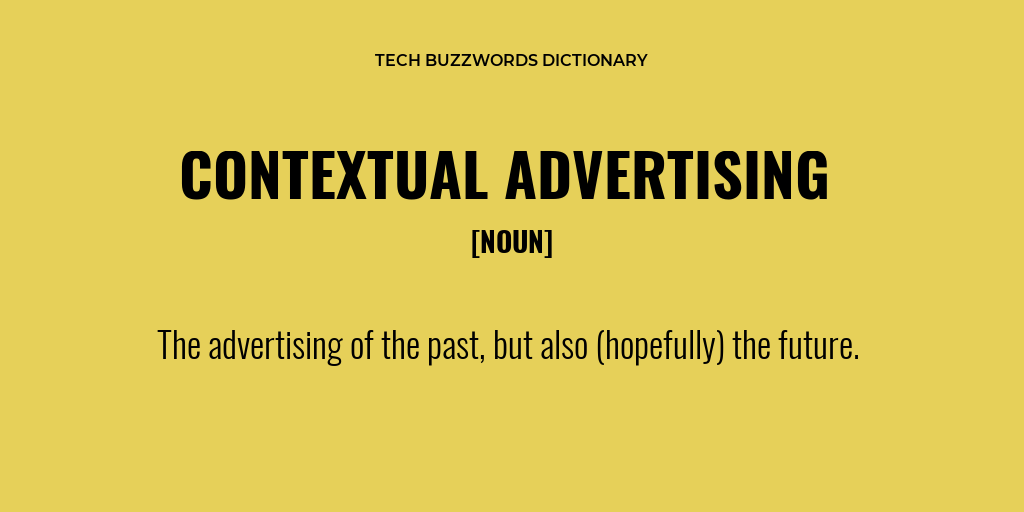 TECH BUZZWORDS DICTIONARY
CONTEXTUAL ADVERTISING
[NOUN]
The advertising of the past, but also (hopefully) the future.